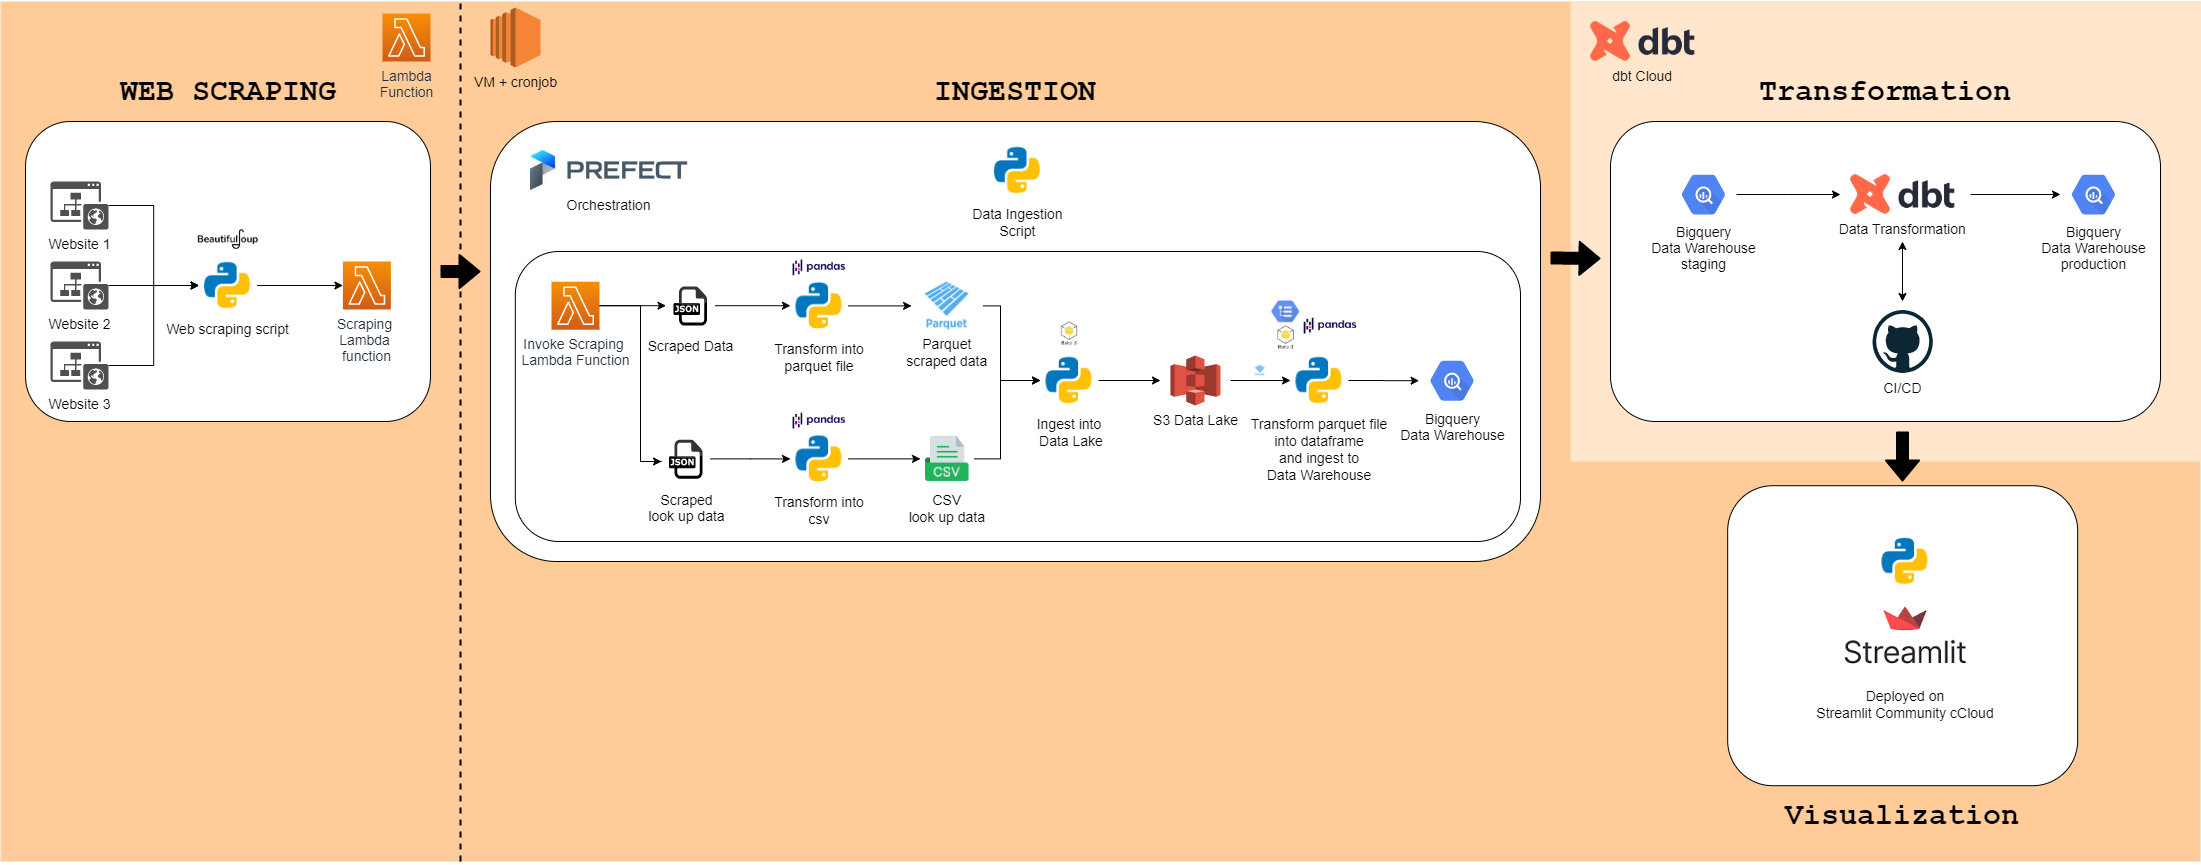 Lambda
Function
WEB SCRAPING
Website 1
Website 2
Website 3
BeautifulSoup
Web scraping script
Scraping
Lambda
function
VM + cronjob
INGESTION
PREFECT
Orchestration
Data Ingestion
Script
Invoke Scraping
Lambda Function
JSON
Scraped Data
pandas
Transform into
parquet file
Parquet
Parquet
scraped data
JSON
Scraped
look up data
pandas
Transform into
csv
CSV
CSV
look up data
Boto 3
Ingest into
Data Lake
S3 Data Lake
Boto 3
pandas
Transform parquet file
into dataframe
and ingest to
Data Warehouse
Bigquery
Data Warehouse
dbt
dbt Cloud
Transformation
Bigquery
Data Warehouse
staging
dbt
Data Transformation
Bigquery
Data Warehouse
production
CI/CD
Streamlit
Deployed on
Streamlit Community cCloud
Visualization